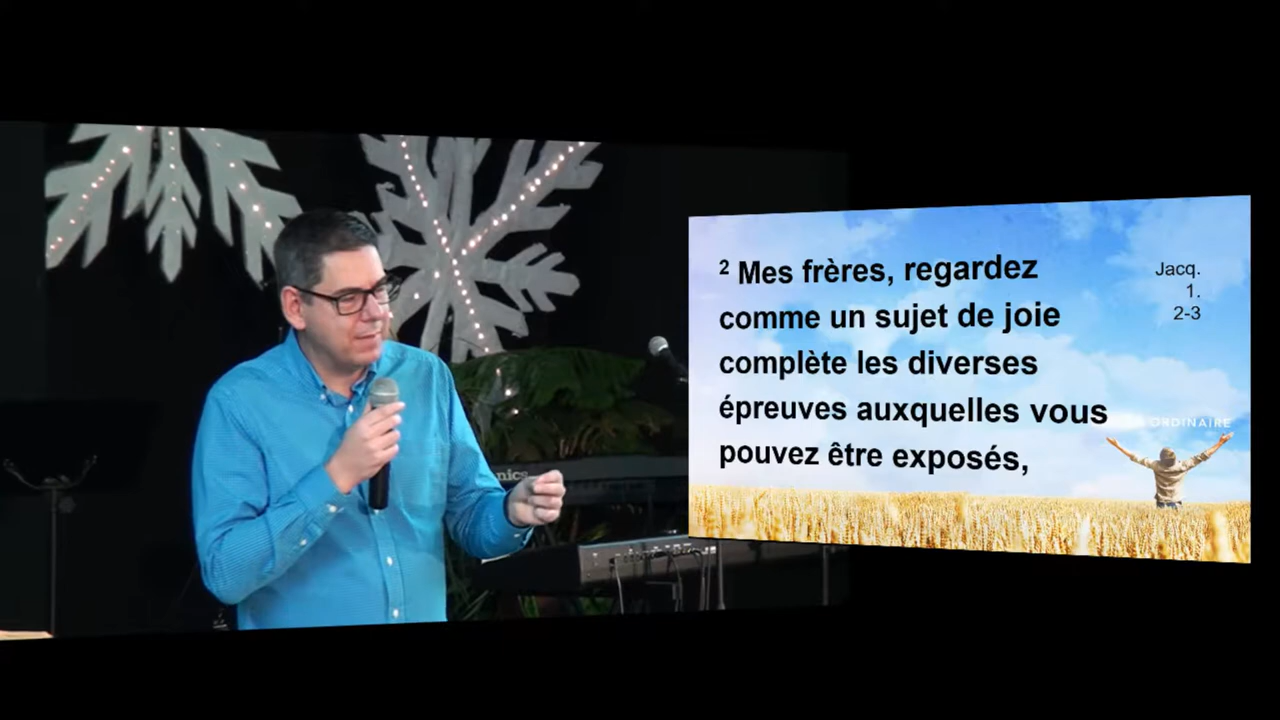 ² Mes frères, regardez
comme un sujet de joie
complète les diverses
épreuves auxquelles vous
pouvez être exposés,
Jacq.
1.
2-3
ORDINAIRE